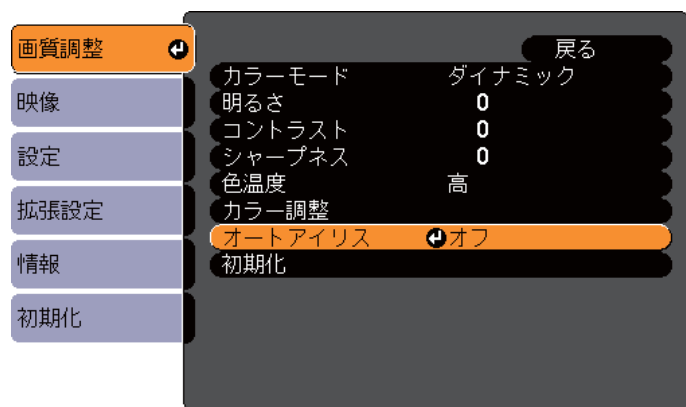 画質調整
映像
設定
拡張設定
情報
初期化
戻る
カラーモード ダイナミック
明るさ 0
コントラスト 0
シャープネス 0
色温度 高
カラー調整
オートアイリス オフ
初期化